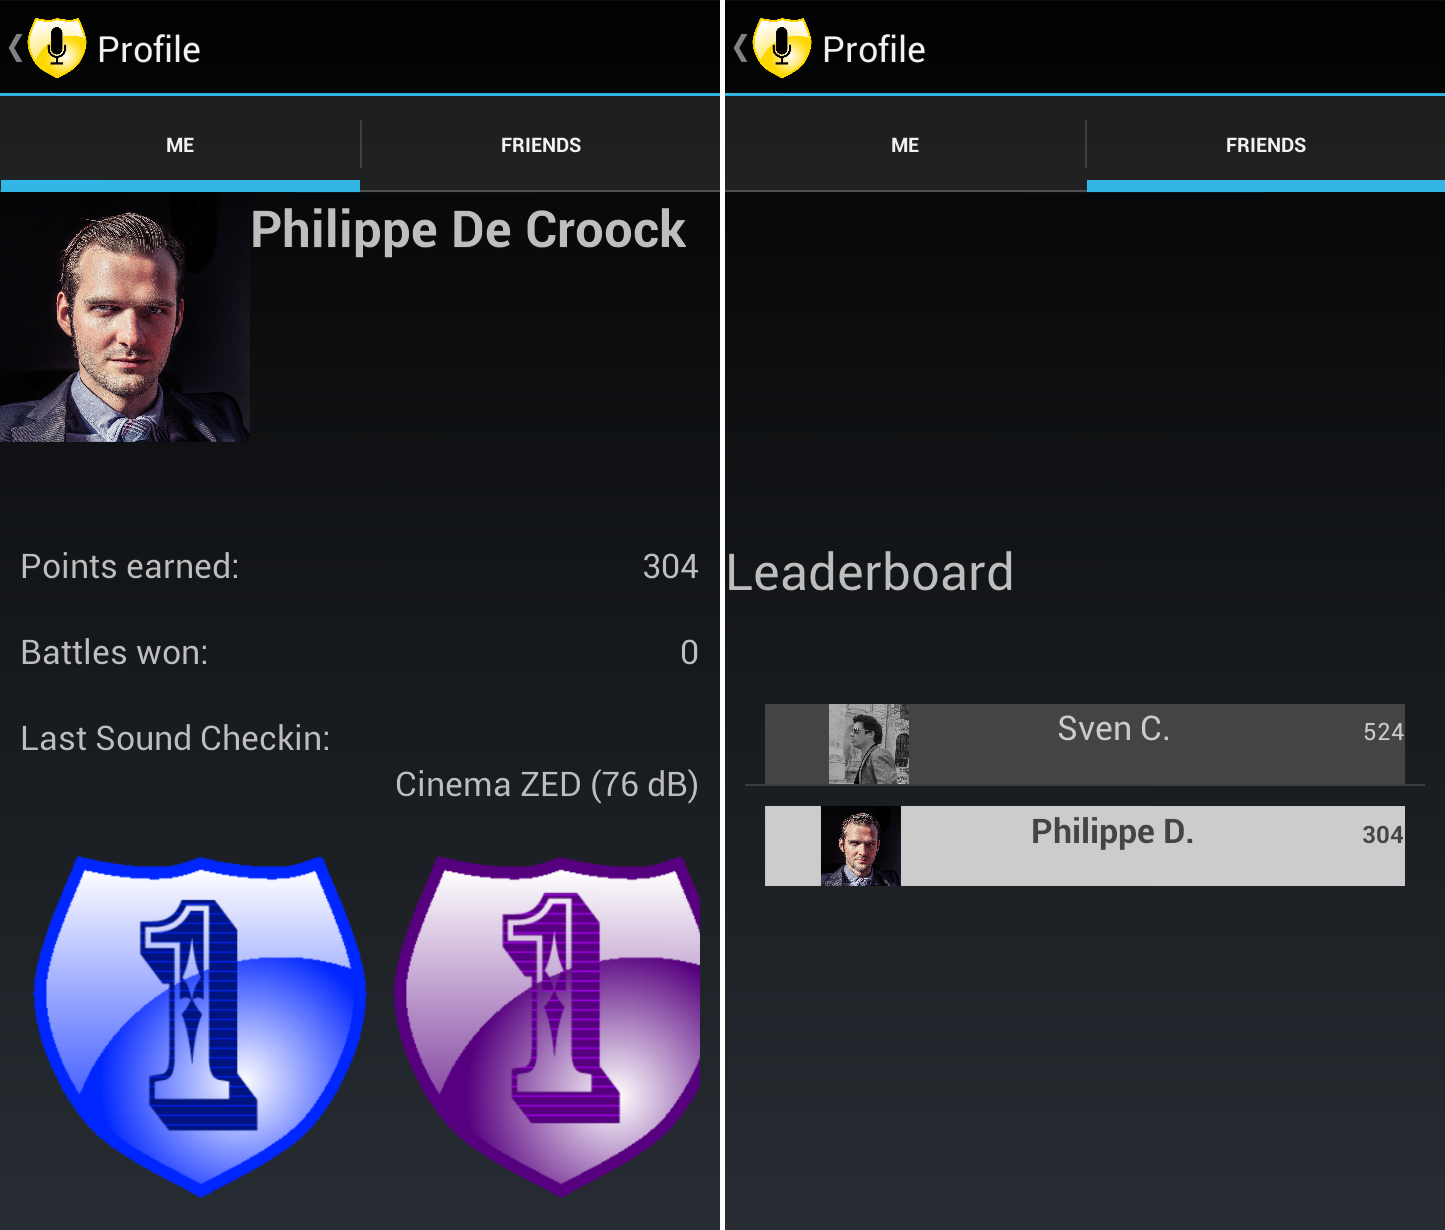 Profile
ME
FRIENDS
Philippe De Croock
Points earned: 304
Battles won: 0
Last Sound Checkin:
Cinema ZED (76 dB)
1
1
Profile
ME
FRIENDS
Leaderboard
Sven C. 524
Philippe D. 304